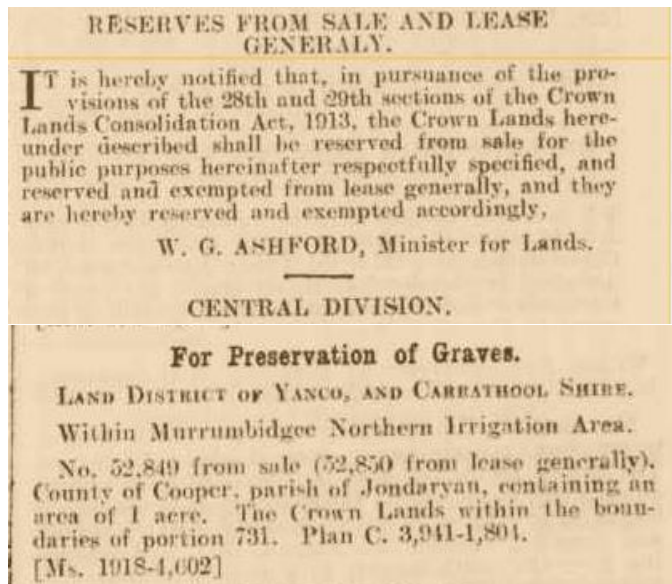 RESERVES FROM SALE AND LEASE
GENERALY.
IT is hereby notified that, in pursuance of the pro-
visions of the 28th and 29th sections of the Crown
Lands Consolidation Act, 1913, the Crown Lands here-
under described shall be reserved from sale for the
public purposes hereinafter respectfully specified, and
reserved and exempted from lease generally, and they
are hereby reserved and exempted accordingly,
W. G. ASHFORD, Minister for Lands.
CENTRAL DIVISION.
For Preservation of Graves.
LAND DISTRICT OF YANCO, AND CARRATHOOL SHIRE.
Within Murrumbidgee Northern Irrigation Area.
No. 52,849 from sale (52,850 from lease generally).
County of Cooper, parish of Jondaryan, containing an
area of 1 acre. The Crown Lands within the boun-
daries of portion 731. Plan C. 3,941-1,804.
[Ms. 1918-4,602]